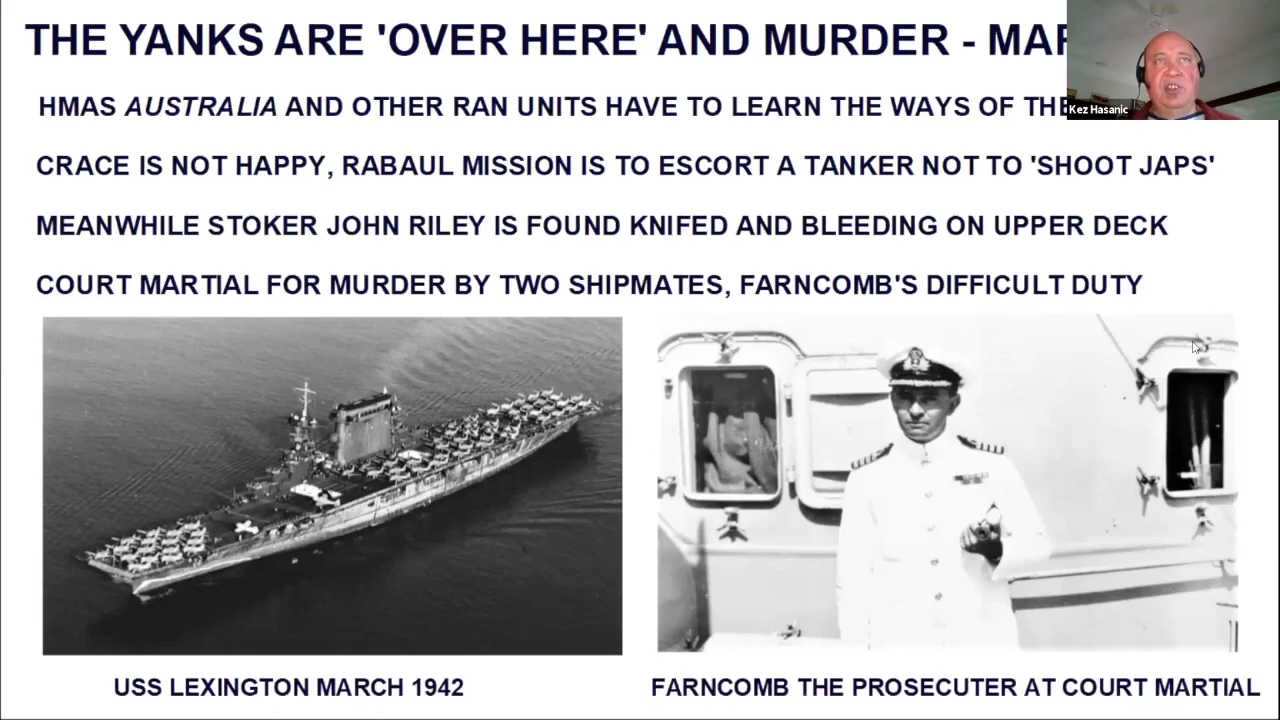 THE YANKS ARE 'OVER HERE' AND MURDER -
Kez Hasanic
HMAS AUSTRALIA AND OTHER RAN UNITS HAVE TO LEARN THE WAYS OF THE
CRACE IS NOT HAPPY, RABAUL MISSION IS TO ESCORT A TANKER NOT TO 'SHOOT JAPS'
MEANWHILE STOKER JOHN RILEY IS FOUND KNIFED AND BLEEDING ON UPPER DECK
COURT MARTIAL FOR MURDER BY TWO SHIPMATES, FARNCOMB'S DIFFICULT DUTY
USS LEXINGTON MARCH 1942
FARNCOMB THE PROSECUTER AT COURT MARTIAL